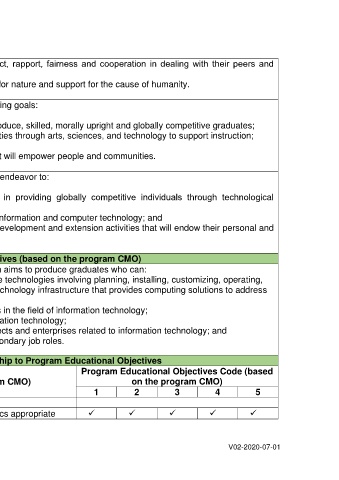 ct, rapport, fairness and cooperation in dealing with their peers and
for nature and support for the cause of humanity.
ing goals:
oduce, skilled, morally upright and globally competitive graduates;
ties through arts, sciences, and technology to support instruction;
t will empower people and communities.
endeavor to:
in providing globally competitive individuals through technological
nformation and computer technology; and
evelopment and extension activities that will endow their personal and
ives (based on the program CMO)
n aims to produce graduates who can:
e technologies involving planning, installing, customizing, operating,
chnology infrastructure that provides computing solutions to address
s in the field of information technology;
ation technology;
ects and enterprises related to information technology; and
ondary job roles.
ship to Program Educational Objectives
Program Educational Objectives Code (based
m CMO) on the program CMO)
1 2 3 4 5
cs appropriate ✓ ✓ ✓ ✓ ✓
V02-2020-07-01